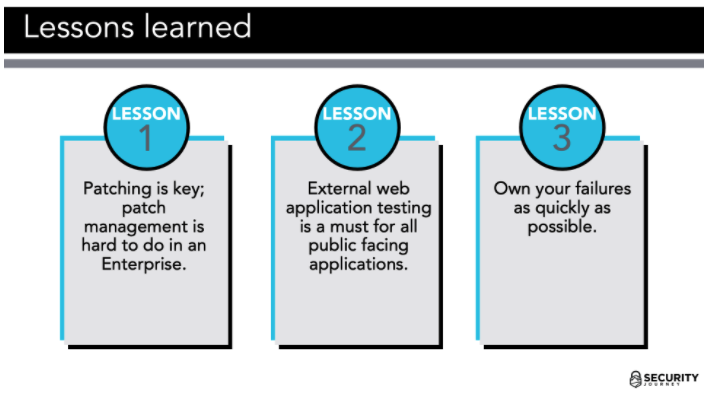 Lessons learned
LESSON
1
Patching is key;
patch
management is
hard to do in an
Enterprise.
LESSON
2
External web
application testing
is a must for all
public facing
applications.
LESSON
3
Own your failures
as quickly as
possible.
SECURITY
JOURNEY